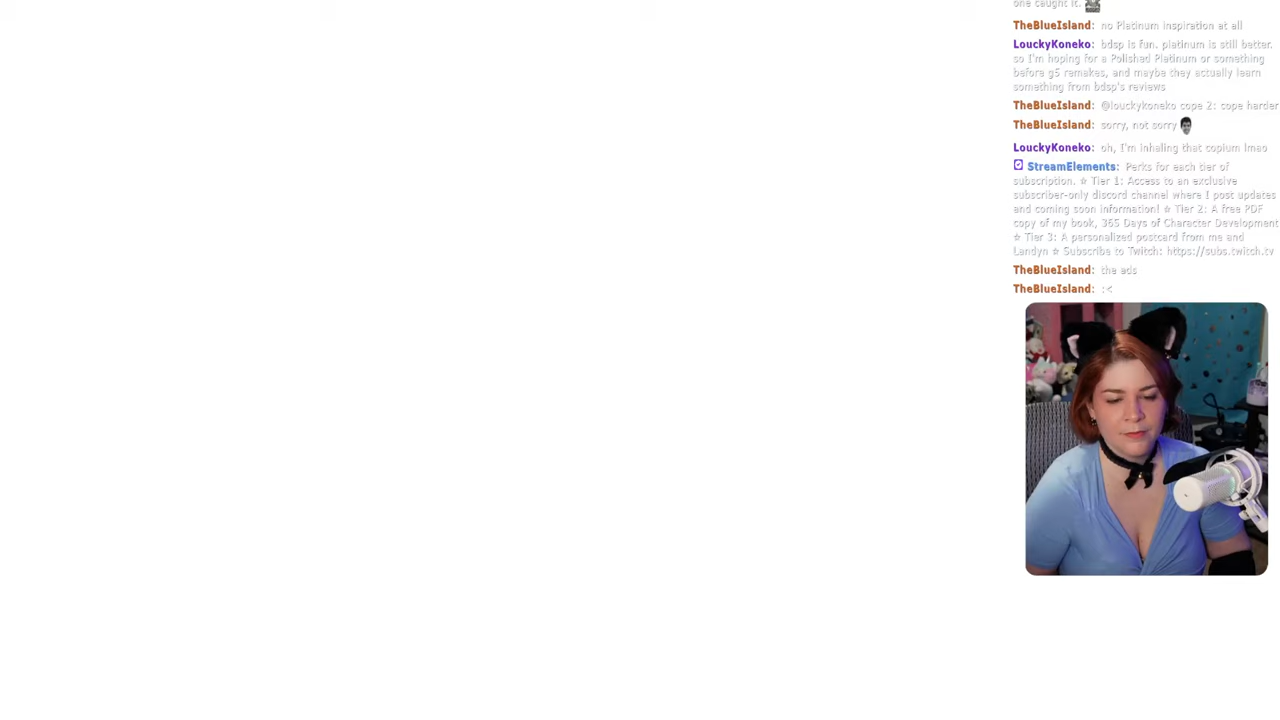 one caught it.
TheBlueIsland: no Platinum inspiration at all
LouckyKoneko: bdsp is fun. platinum is still better.
so I'm hoping for a Polished Platinum or something
before g5 remakes, and maybe they actually learn
something from bdsp's reviews
TheBlueIsland: @louckykoneko cope 2: cope harder
TheBlueIsland: sorry, not sorry
LouckyKoneko: oh, I'm inhaling that copium lmao
StreamElements: Perks for each tier of
subscription. ☆ Tier 1: Access to an exclusive
subscriber-only discord channel where I post updates
and coming soon information! ☆ Tier 2: A free PDF
copy of my book, 365 Days of Character Development
☆ Tier 3: A personalized postcard from me and
Landyn ☆ Subscribe to Twitch: https://subs.twitch.tv
TheBlueIsland: the ads
TheBlueIsland: :<